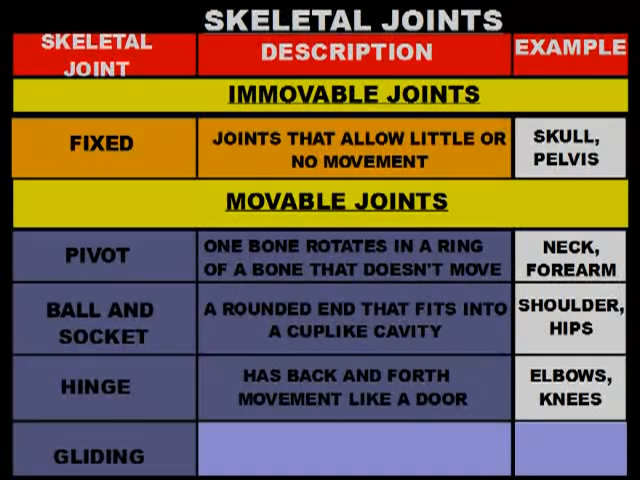 SKELETAL JOINTS
SKELETAL JOINT
DESCRIPTION
EXAMPLE
IMMOVABLE JOINTS
FIXED
JOINTS THAT ALLOW LITTLE OR
NO MOVEMENT
SKULL,
PELVIS
MOVABLE JOINTS
PIVOT
ONE BONE ROTATES IN A RING
OF A BONE THAT DOESN'T MOVE
NECK,
FOREARM
BALL AND
SOCKET
A ROUNDED END THAT FITS INTO
A CUPLIKE CAVITY
SHOULDER,
HIPS
HINGE
HAS BACK AND FORTH
MOVEMENT LIKE A DOOR
ELBOWS,
KNEES
GLIDING